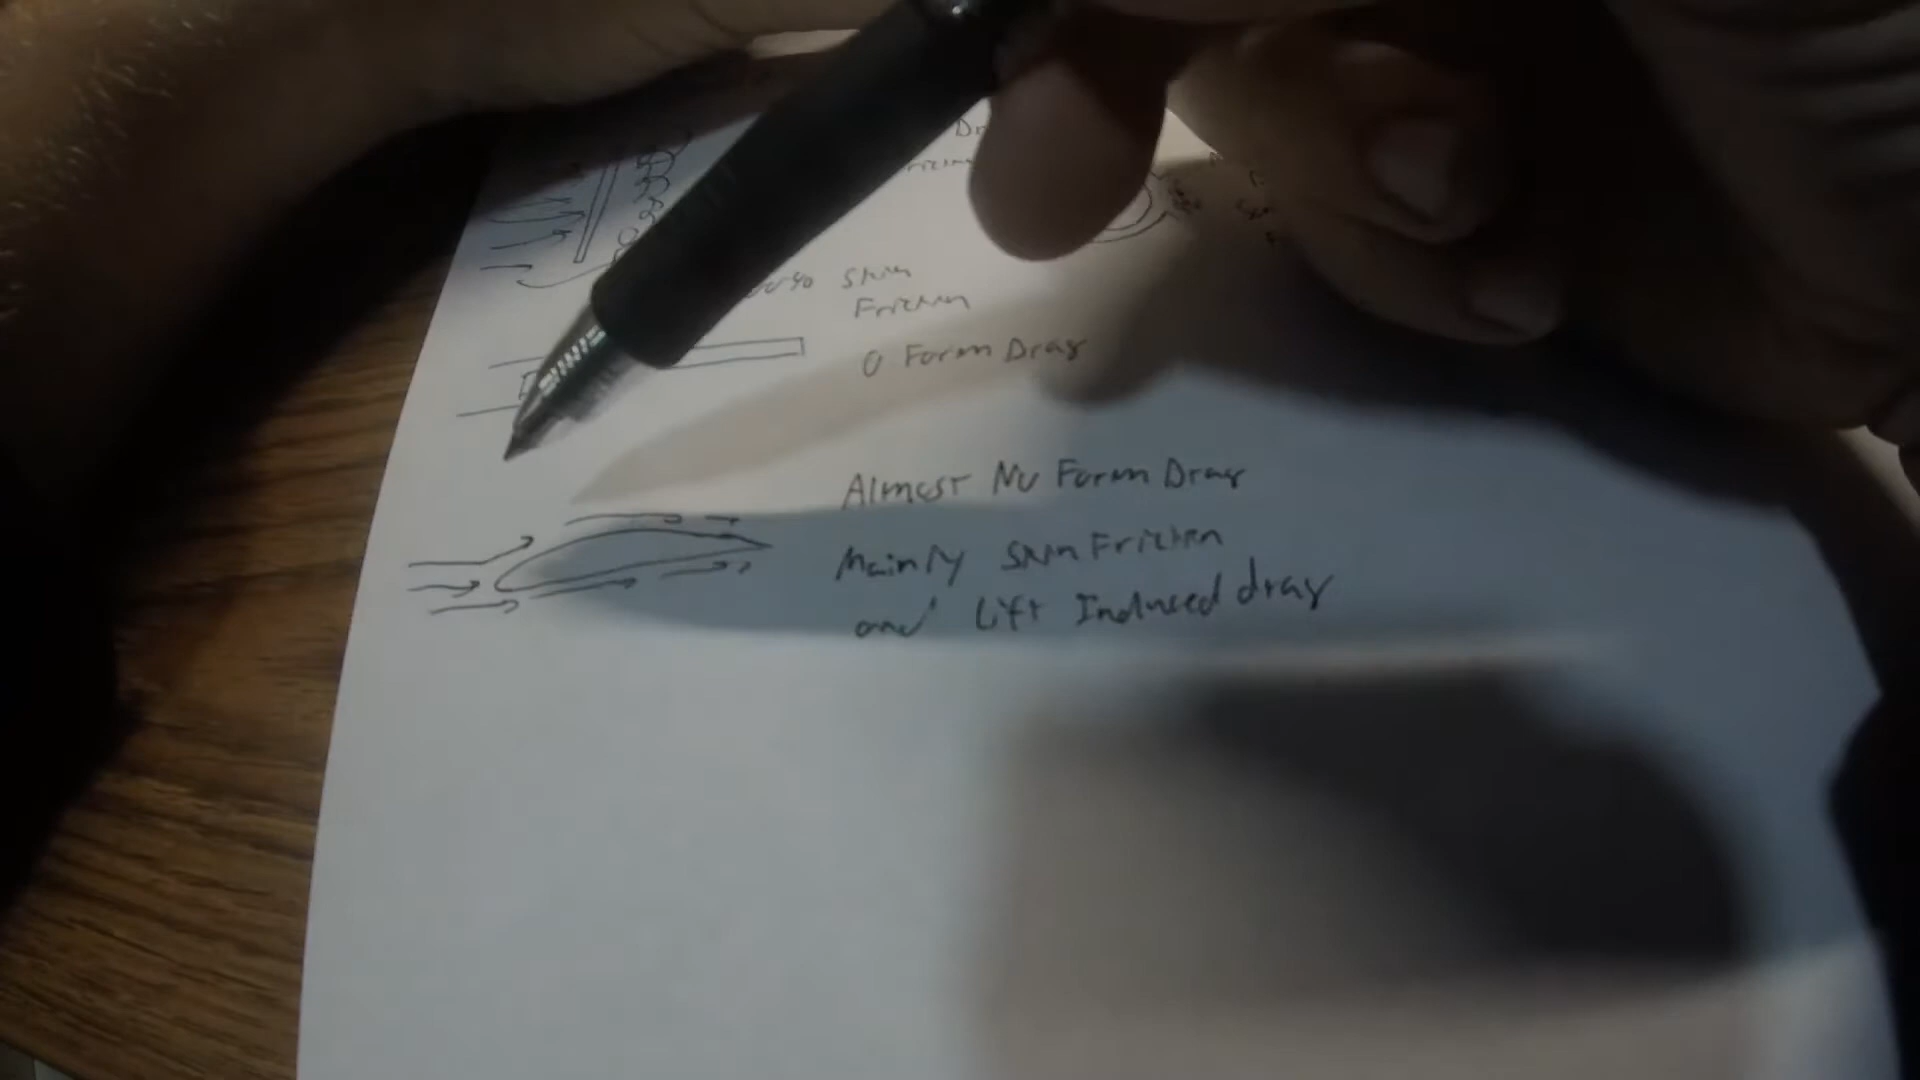 Skin
Friction
0 Form Drag
Almost No Form Drag
Mainly Skin Friction
and Lift Induced drag